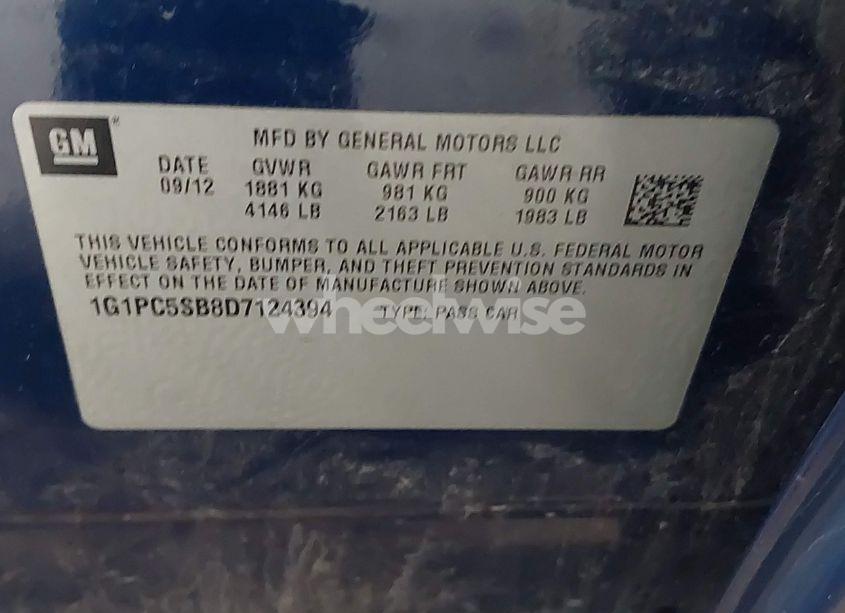 GM ®
MFD BY GENERAL MOTORS LLC
DATE GVWR GAWR FRT GAWR RR
09/12 1881 KG 981 KG 900 KG
4146 LB 2163 LB 1983 LB
THIS VEHICLE CONFORMS TO ALL APPLICABLE U.S. FEDERAL MOTOR
VEHICLE SAFETY, BUMPER, AND THEFT PREVENTION STANDARDS IN
EFFECT ON THE DATE OF MANUFACTURE SHOWN ABOVE.
1G1PC5SB8D7124394 TYPE: PASS CAR
wheelwise